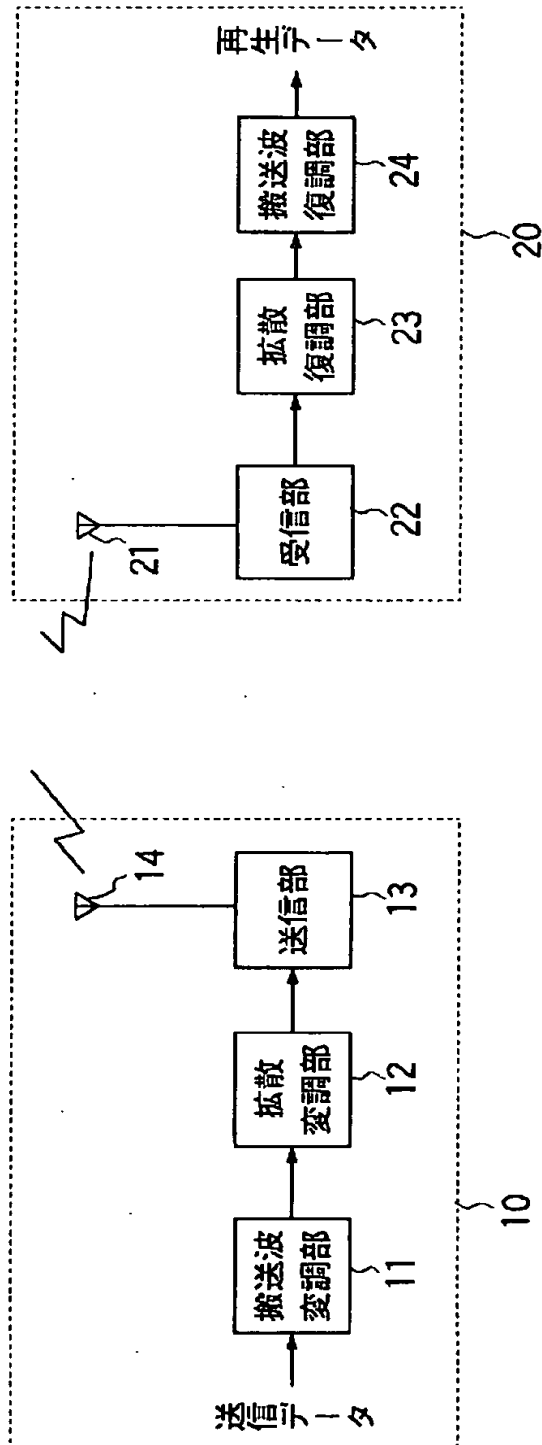 送信データ
搬送波
変調部
11
拡散
変調部
12
送信部
13
14
10
21
受信部
22
拡散
復調部
23
搬送波
復調部
24
再生データ
20